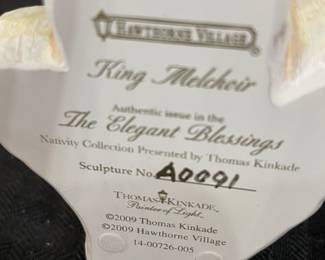 HAWTHORNE VILLAGE
King Melchoir
Authentic issue in the
The Elegant Blessings
Nativity Collection Presented by Thomas Kinkade
Sculpture No. A0091
THOMAS KINKADE
Painter of Light
©2009 Thomas Kinkade
©2009 Hawthorne Village
14-00726-005